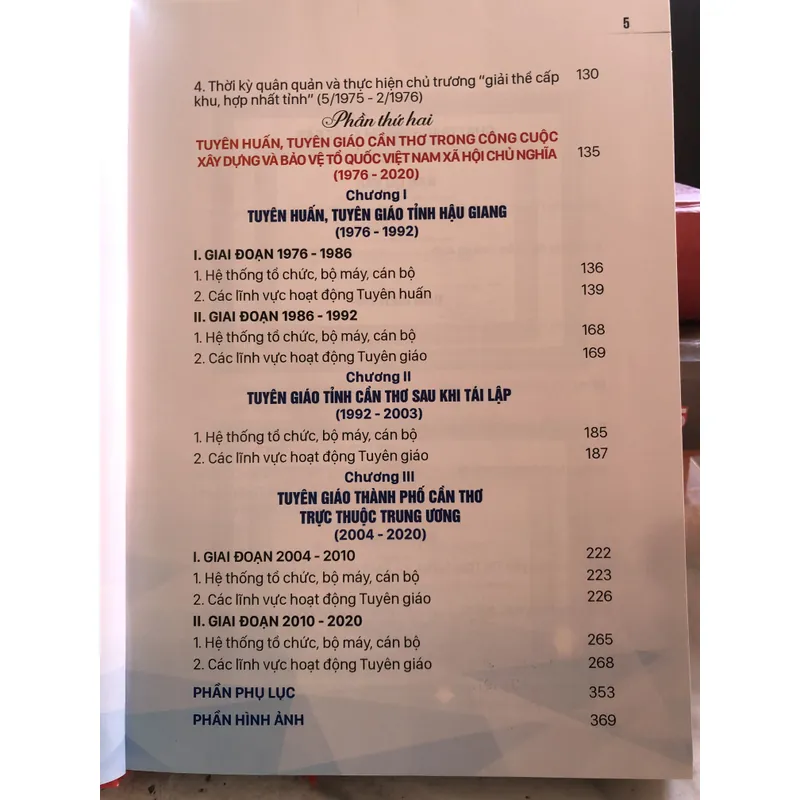 5
4. Thời kỳ quân quản và thực hiện chủ trương “giải thể cấp 130
khu, hợp nhất tỉnh” (5/1975 - 2/1976)
Phần thứ hai
TUYÊN HUẤN, TUYÊN GIÁO CẦN THƠ TRONG CÔNG CUỘC
XÂY DỰNG VÀ BẢO VỆ TỔ QUỐC VIỆT NAM XÃ HỘI CHỦ NGHĨA 135
(1976 - 2020)
Chương I
TUYÊN HUẤN, TUYÊN GIÁO TỈNH HẬU GIANG
(1976 - 1992)
I. GIAI ĐOẠN 1976 - 1986
1. Hệ thống tổ chức, bộ máy, cán bộ 136
2. Các lĩnh vực hoạt động Tuyên huấn 139
II. GIAI ĐOẠN 1986 - 1992
1. Hệ thống tổ chức, bộ máy, cán bộ 168
2. Các lĩnh vực hoạt động Tuyên giáo 169
Chương II
TUYÊN GIÁO TỈNH CẦN THƠ SAU KHI TÁI LẬP
(1992 - 2003)
1. Hệ thống tổ chức, bộ máy, cán bộ 185
2. Các lĩnh vực hoạt động Tuyên giáo 187
Chương III
TUYÊN GIÁO THÀNH PHỐ CẦN THƠ
TRỰC THUỘC TRUNG ƯƠNG
(2004 - 2020)
I. GIAI ĐOẠN 2004 - 2010 222
1. Hệ thống tổ chức, bộ máy, cán bộ 223
2. Các lĩnh vực hoạt động Tuyên giáo 226
II. GIAI ĐOẠN 2010 - 2020
1. Hệ thống tổ chức, bộ máy, cán bộ 265
2. Các lĩnh vực hoạt động Tuyên giáo 268
PHẦN PHỤ LỤC 353
PHẦN HÌNH ẢNH 369